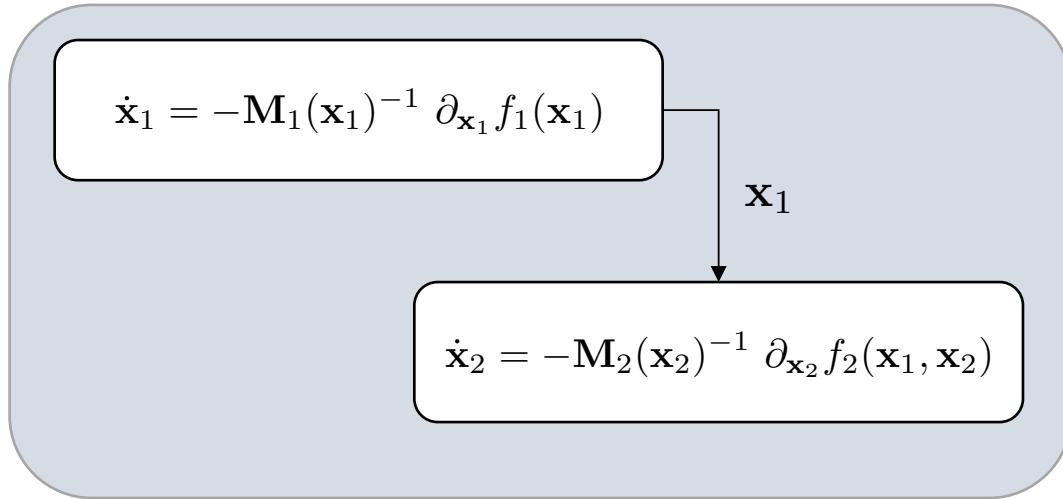 ẋ₁ = −M₁(x₁)⁻¹ ∂ₓ₁ f₁(x₁)
x₁
ẋ₂ = −M₂(x₂)⁻¹ ∂ₓ₂ f₂(x₁, x₂)